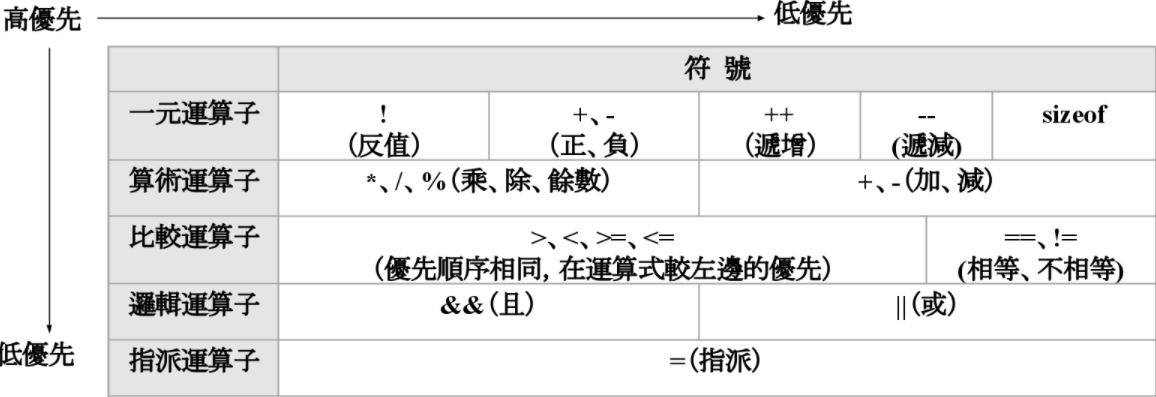 高優先 低優先
符 號
一元運算子 ! +、- ++ -- sizeof
(反值) (正、負) (遞增) (遞減)
算術運算子 *、/、%(乘、除、餘數) +、-(加、減)
比較運算子 >、<、>=、<= ==、!=
(優先順序相同, 在運算式較左邊的優先) (相等、不相等)
邏輯運算子 &&(且) ||(或)
低優先 指派運算子 =(指派)